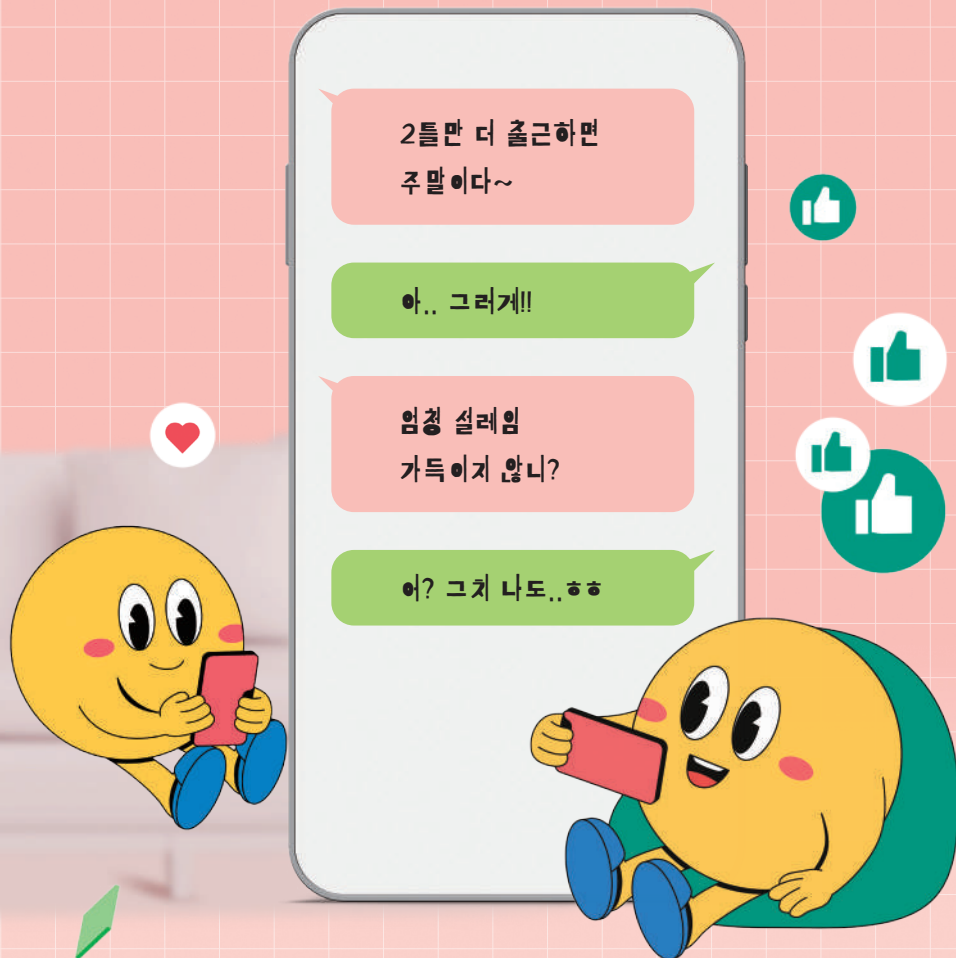 2틀만 더 출근하면
주말이다~
아.. 그러게!!
엄청 설레임
가득이지 않니?
어? 그치 나도..ㅎㅎ